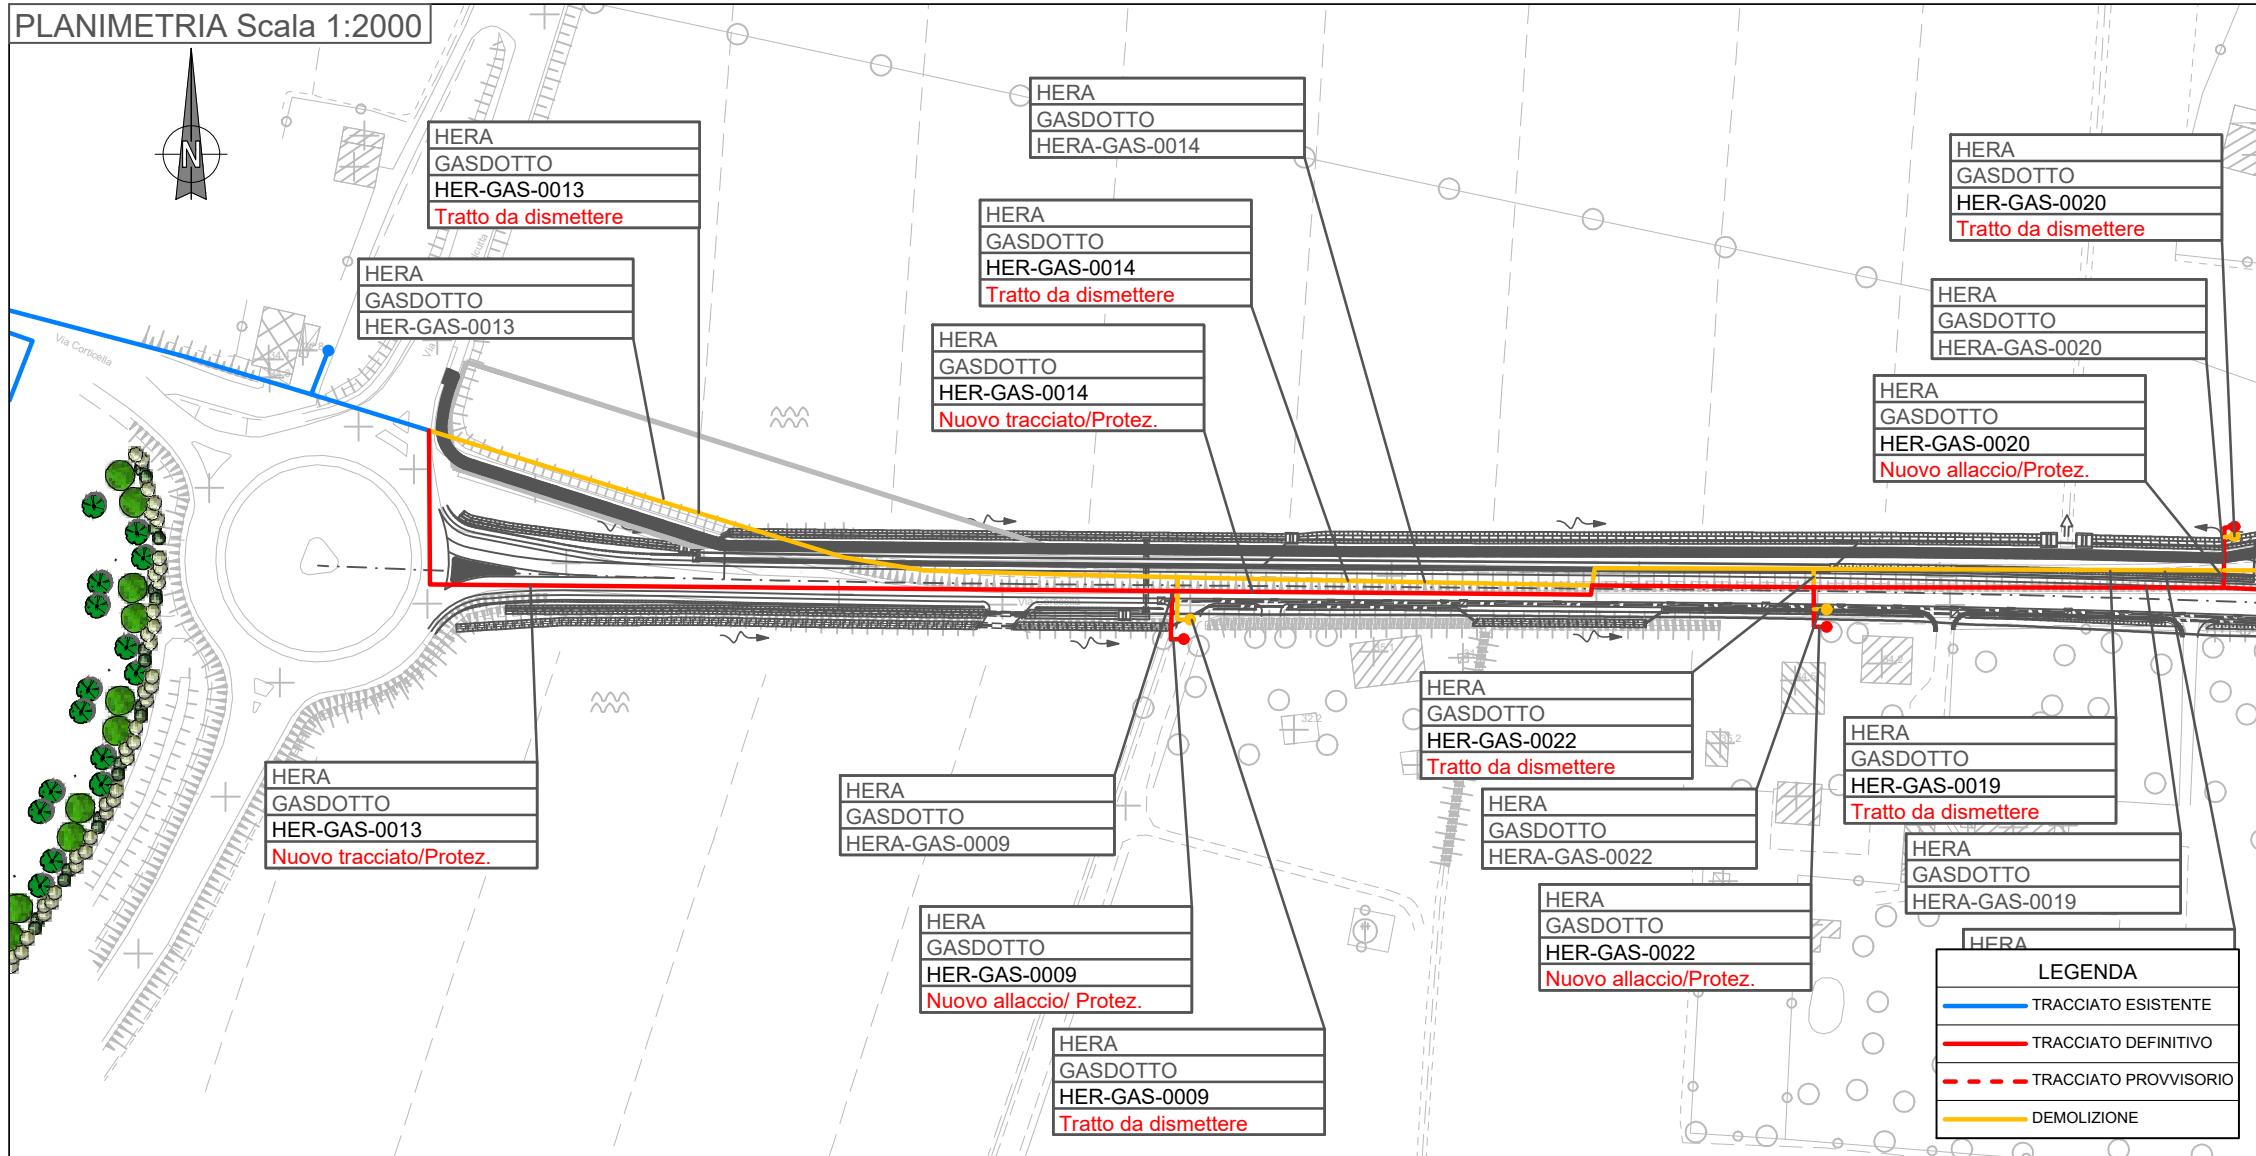 PLANIMETRIA Scala 1:2000
N
HERA
GASDOTTO
HER-GAS-0013
Tratto da dismettere
HERA
GASDOTTO
HER-GAS-0013
HERA
GASDOTTO
HERA-GAS-0014
HERA
GASDOTTO
HER-GAS-0014
Tratto da dismettere
HERA
GASDOTTO
HER-GAS-0014
Nuovo tracciato/Protez.
HERA
GASDOTTO
HER-GAS-0020
Tratto da dismettere
HERA
GASDOTTO
HERA-GAS-0020
HERA
GASDOTTO
HER-GAS-0020
Nuovo allaccio/Protez.
Via Corticella
HERA
GASDOTTO
HER-GAS-0013
Nuovo tracciato/Protez.
HERA
GASDOTTO
HERA-GAS-0009
HERA
GASDOTTO
HER-GAS-0009
Nuovo allaccio/ Protez.
HERA
GASDOTTO
HER-GAS-0009
Tratto da dismettere
32.2
HERA
GASDOTTO
HER-GAS-0022
Tratto da dismettere
HERA
GASDOTTO
HERA-GAS-0022
HERA
GASDOTTO
HER-GAS-0022
Nuovo allaccio/Protez.
HERA
GASDOTTO
HER-GAS-0019
Tratto da dismettere
HERA
GASDOTTO
HERA-GAS-0019
HERA
LEGENDA
TRACCIATO ESISTENTE
TRACCIATO DEFINITIVO
TRACCIATO PROVVISORIO
DEMOLIZIONE